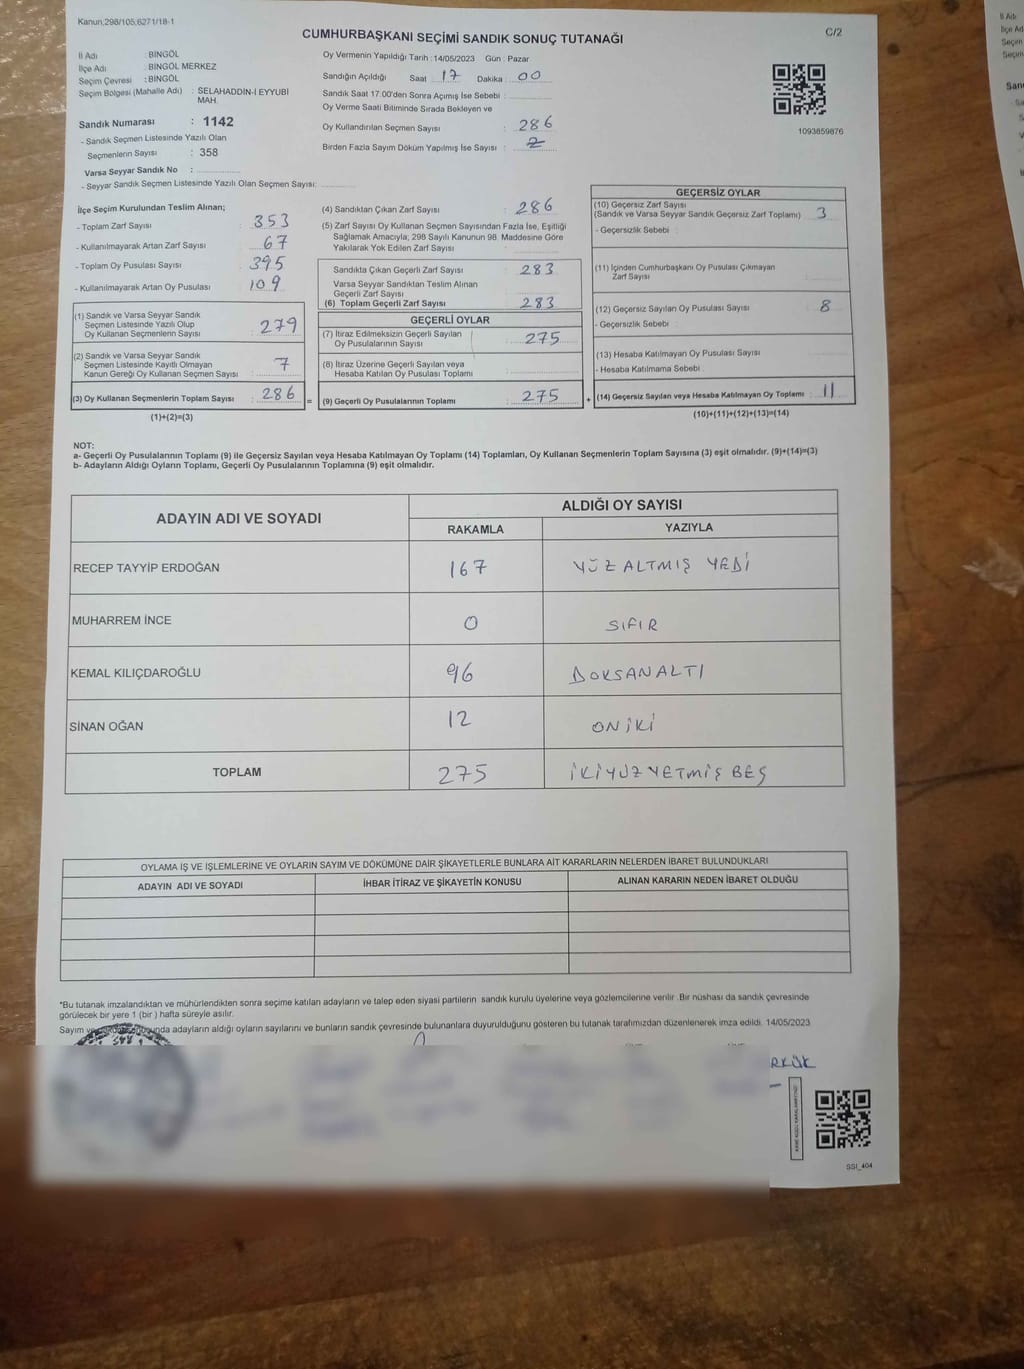 Kanun,298/105,6271/18-1
CUMHURBAŞKANI SEÇİMİ SANDIK SONUÇ TUTANAĞI
C/2
İl Adı : BİNGÖL
İlçe Adı : BİNGÖL MERKEZ
Seçim Çevresi : BİNGÖL
Seçim Bölgesi (Mahalle Adı) : SELAHADDİN-İ EYYUBİ
MAH.
Sandık Numarası : 1142
- Sandık Seçmen Listesinde Yazılı Olan
Seçmenlerin Sayısı : 358
Varsa Seyyar Sandık No :
- Seyyar Sandık Seçmen Listesinde Yazılı Olan Seçmen Sayısı:
Oy Vermenin Yapıldığı Tarih : 14/05/2023 Gün : Pazar
Sandığın Açıldığı Saat 17 Dakika : 00
Sandık Saat 17:00'den Sonra Açımış İse Sebebi :
Oy Verme Saati Bitiminde Sırada Bekleyen ve
Oy Kullandırılan Seçmen Sayısı : 286
Birden Fazla Sayım Döküm Yapılmış İse Sayısı : 2
1093859876
İlçe Seçim Kurulundan Teslim Alınan;
- Toplam Zarf Sayısı : 353
- Kullanılmayarak Artan Zarf Sayısı : 67
- Toplam Oy Pusulası Sayısı : 395
- Kullanılmayarak Artan Oy Pusulası : 109
(1) Sandık ve Varsa Seyyar Sandık
Seçmen Listesinde Yazılı Olup
Oy Kullanan Seçmenlerin Sayısı : 279
(2) Sandık ve Varsa Seyyar Sandık
Seçmen Listesinde Kayıtlı Olmayan
Kanun Gereği Oy Kullanan Seçmen Sayısı : 7
(3) Oy Kullanan Seçmenlerin Toplam Sayısı : 286 =
(1)+(2)=(3)
(4) Sandıktan Çıkan Zarf Sayısı : 286
(5) Zarf Sayısı Oy Kullanan Seçmen Sayısından Fazla İse, Eşitliği
Sağlamak Amacıyla; 298 Sayılı Kanunun 98. Maddesine Göre
Yakılarak Yok Edilen Zarf Sayısı :
Sandıkta Çıkan Geçerli Zarf Sayısı : 283
Varsa Seyyar Sandıktan Teslim Alınan
Geçerli Zarf Sayısı
(6) Toplam Geçerli Zarf Sayısı : 283
GEÇERLİ OYLAR
(7) İtiraz Edilmeksizin Geçerli Sayılan
Oy Pusulalarının Sayısı : 275
(8) İtiraz Üzerine Geçerli Sayılan veya
Hesaba Katılan Oy Pusulası Toplamı :
(9) Geçerli Oy Pusulalarının Toplamı : 275 +
GEÇERSİZ OYLAR
(10) Geçersiz Zarf Sayısı
(Sandık ve Varsa Seyyar Sandık Geçersiz Zarf Toplamı) : 3
- Geçersizlik Sebebi :
(11) İçinden Cumhurbaşkanı Oy Pusulası Çıkmayan
Zarf Sayısı :
(12) Geçersiz Sayılan Oy Pusulası Sayısı : 8
- Geçersizlik Sebebi :
(13) Hesaba Katılmayan Oy Pusulası Sayısı :
- Hesaba Katılmama Sebebi :
(14) Geçersiz Sayılan veya Hesaba Katılmayan Oy Toplamı : 11
(10)+(11)+(12)+(13)=(14)
NOT:
a- Geçerli Oy Pusulalarının Toplamı (9) ile Geçersiz Sayılan veya Hesaba Katılmayan Oy Toplamı (14) Toplamları, Oy Kullanan Seçmenlerin Toplam Sayısına (3) eşit olmalıdır. (9)+(14)=(3)
b- Adayların Aldığı Oyların Toplamı, Geçerli Oy Pusulalarının Toplamına (9) eşit olmalıdır.
ADAYIN ADI VE SOYADI ALDIĞI OY SAYISI
RAKAMLA YAZIYLA
RECEP TAYYİP ERDOĞAN 167 YÜZ ALTMIŞ YEDİ
MUHARREM İNCE 0 SIFIR
KEMAL KILIÇDAROĞLU 96 DOKSANALTI
SİNAN OĞAN 12 ONİKİ
TOPLAM 275 İKİYÜZYETMİŞ BEŞ
OYLAMA İŞ VE İŞLEMLERİNE VE OYLARIN SAYIM VE DÖKÜMÜNE DAİR ŞİKAYETLERLE BUNLARA AİT KARARLARIN NELERDEN İBARET BULUNDUKLARI
ADAYIN ADI VE SOYADI İHBAR İTİRAZ VE ŞİKAYETİN KONUSU ALINAN KARARIN NEDEN İBARET OLDUĞU
*Bu tutanak imzalandıktan ve mühürlendikten sonra seçime katılan adayların ve talep eden siyasi partilerin sandık kurulu üyelerine veya gözlemcilerine verilir .Bir nüshası da sandık çevresinde
görülecek bir yere 1 (bir ) hafta süreyle asılır.
Sayım adayların aldığı oyların sayılarını ve bunların sandık çevresinde bulunanlara duyurulduğunu gösteren bu tutanak tarafımızdan düzenlenerek imza edildi. 14/05/2023
SSI_404